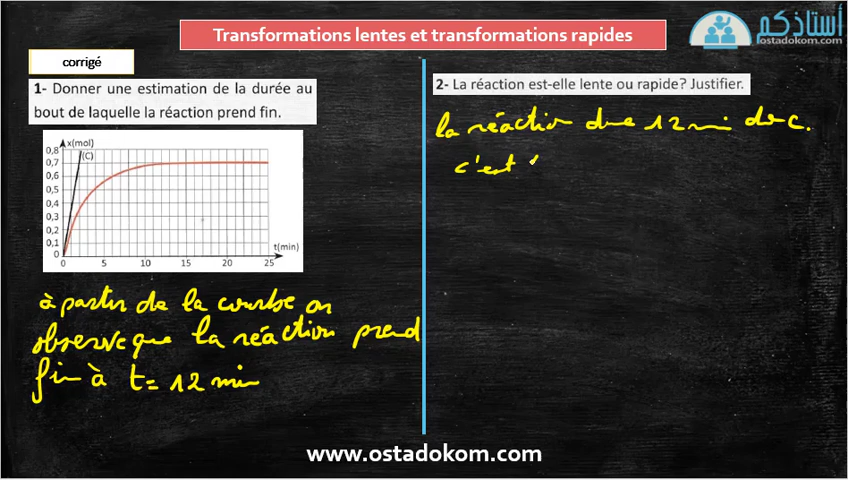 Transformations lentes et transformations rapides
أستاذكم
ostadokom.com
corrigé
1- Donner une estimation de la durée au
bout de laquelle la réaction prend fin.
x(mol)
(C)
0,8
0,7
0,6
0,5
0,4
0,3
0,2
0,1
0
t(min)
0 5 10 15 20 25
à partir de la courbe on
observe que la réaction prend
fin à t = 12 min
2- La réaction est-elle lente ou rapide? Justifier.
la réaction dure 12 min donc.
c'est
www.ostadokom.com